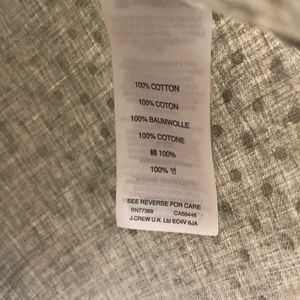 100% COTTON
100% COTON
100% BAUMWOLLE
100% COTONE
綿 100%
100% 면
SEE REVERSE FOR CARE
RN77388 CA56446
J.CREW U.K. Ltd EC4V 6JA